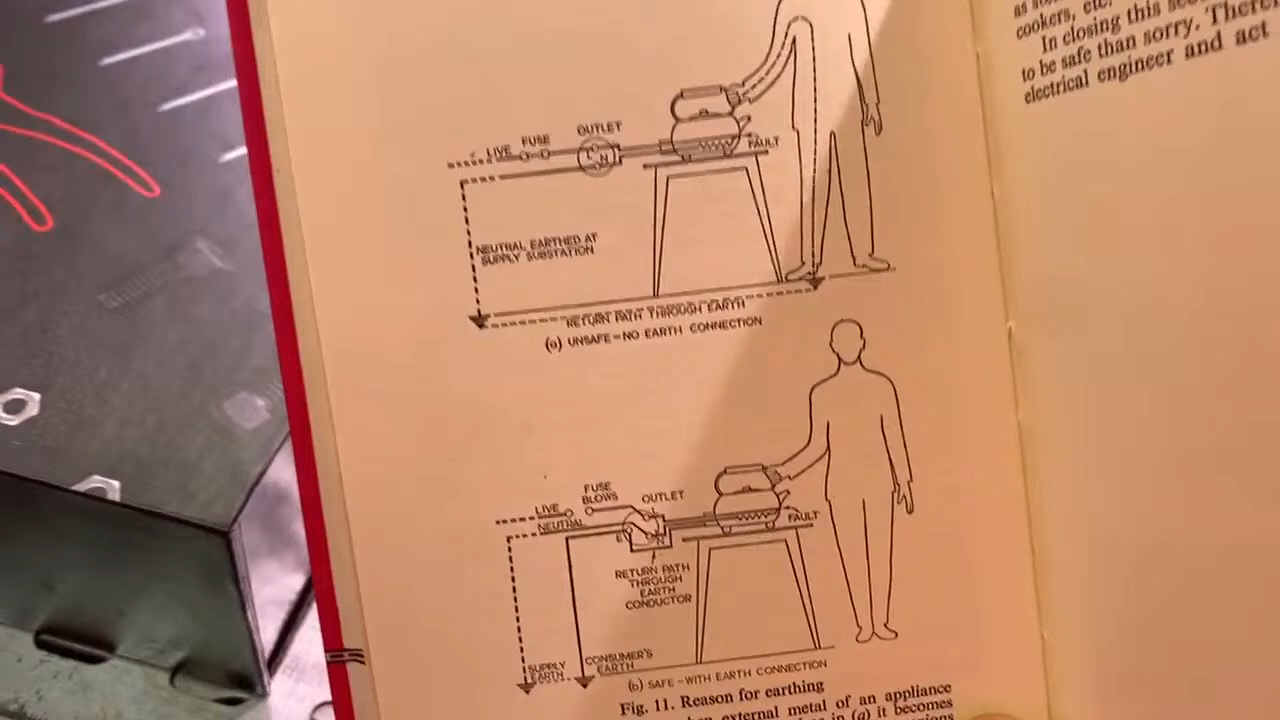 cookers, etc.
In closing this
to be safe than sorry. There
electrical engineer and act
OUTLET
FUSE
LIVE
L N
FAULT
NEUTRAL EARTHED AT
SUPPLY SUBSTATION
RETURN PATH THROUGH EARTH
(a) UNSAFE-NO EARTH CONNECTION
FUSE
BLOWS
OUTLET
LIVE
NEUTRAL
L
E N
FAULT
RETURN PATH
THROUGH
EARTH
CONDUCTOR
SUPPLY
EARTH
CONSUMER'S
EARTH
(b) SAFE-WITH EARTH CONNECTION
Fig. 11. Reason for earthing
external metal of an appliance
in (a) it becomes